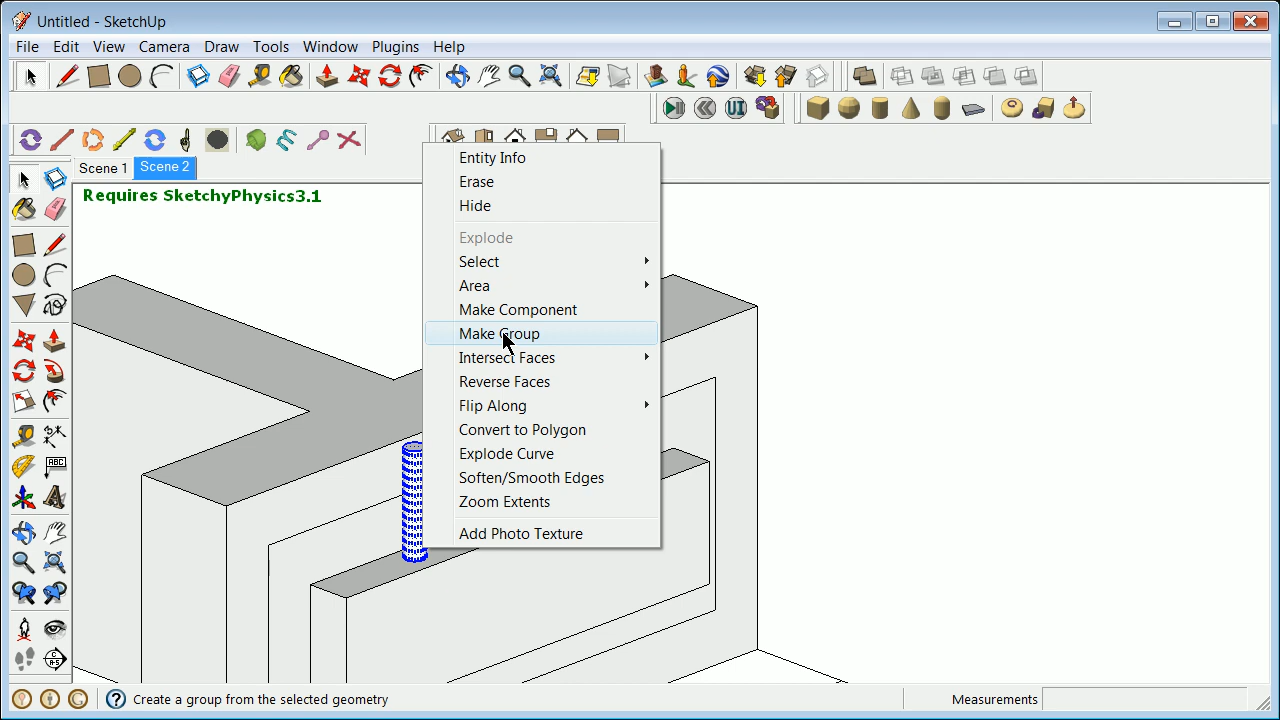 Untitled - SketchUp
File Edit View Camera Draw Tools Window Plugins Help
UI
Scene 1 Scene 2
Requires SketchyPhysics3.1
Entity Info
Erase
Hide
Explode
Select
Area
Make Component
Make Group
Intersect Faces
Reverse Faces
Flip Along
Convert to Polygon
Explode Curve
Soften/Smooth Edges
Zoom Extents
Add Photo Texture
Create a group from the selected geometry
Measurements